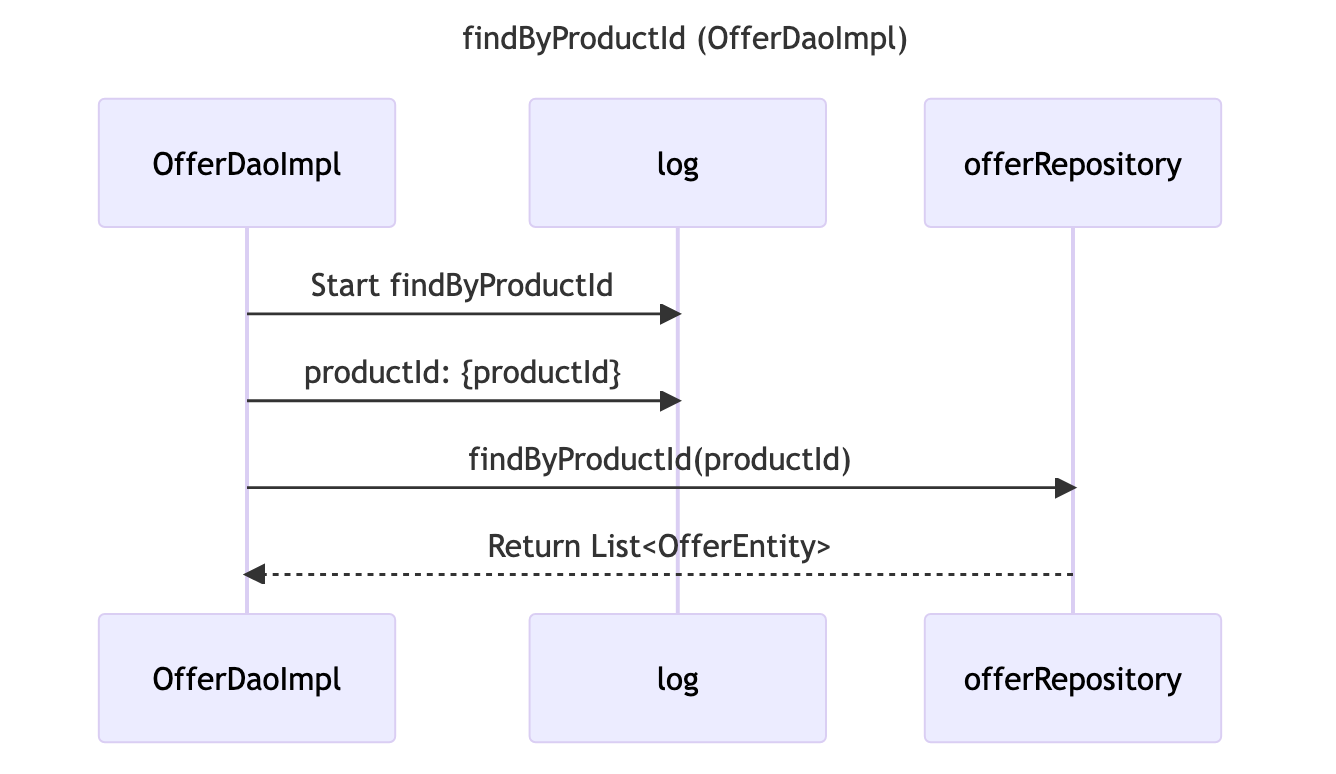 findByProductId (OfferDaoImpl)
OfferDaoImpl
log
offerRepository
Start findByProductId
productId: {productId}
findByProductId(productId)
Return List<OfferEntity>
OfferDaoImpl
log
offerRepository